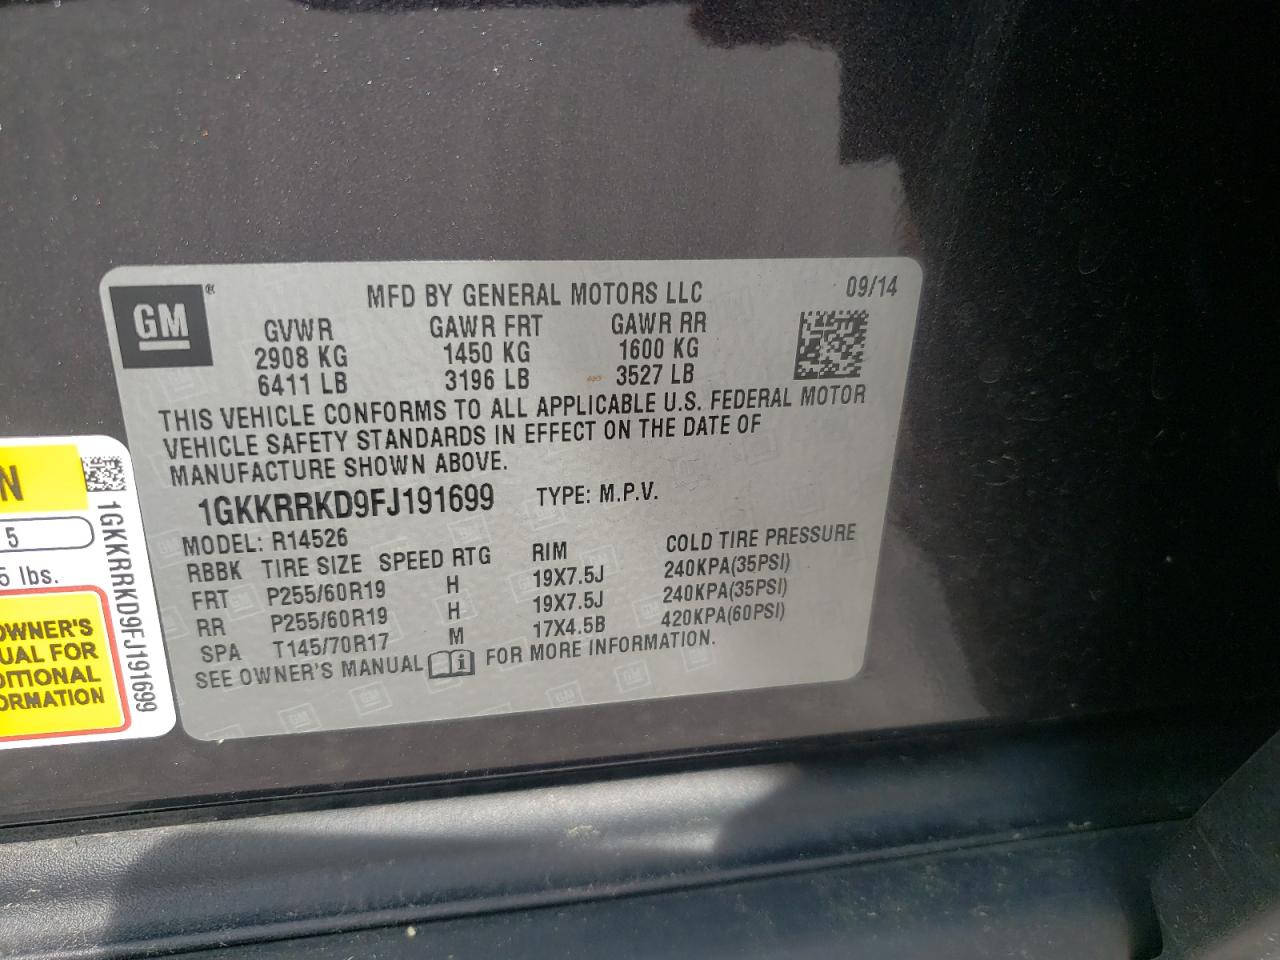 GM®
MFD BY GENERAL MOTORS LLC 09/14
GVWR GAWR FRT GAWR RR
2908 KG 1450 KG 1600 KG
6411 LB 3196 LB 3527 LB
THIS VEHICLE CONFORMS TO ALL APPLICABLE U.S. FEDERAL MOTOR
VEHICLE SAFETY STANDARDS IN EFFECT ON THE DATE OF
MANUFACTURE SHOWN ABOVE.
1GKKRRKD9FJ191699 TYPE: M.P.V.
MODEL: R14526
RBBK TIRE SIZE SPEED RTG RIM COLD TIRE PRESSURE
FRT P255/60R19 H 19X7.5J 240KPA(35PSI)
RR P255/60R19 H 19X7.5J 240KPA(35PSI)
SPA T145/70R17 M 17X4.5B 420KPA(60PSI)
SEE OWNER'S MANUAL i FOR MORE INFORMATION.
N
5
5 lbs.
OWNER'S
UAL FOR
DITIONAL
ORMATION
1GKKRRKD9FJ191699